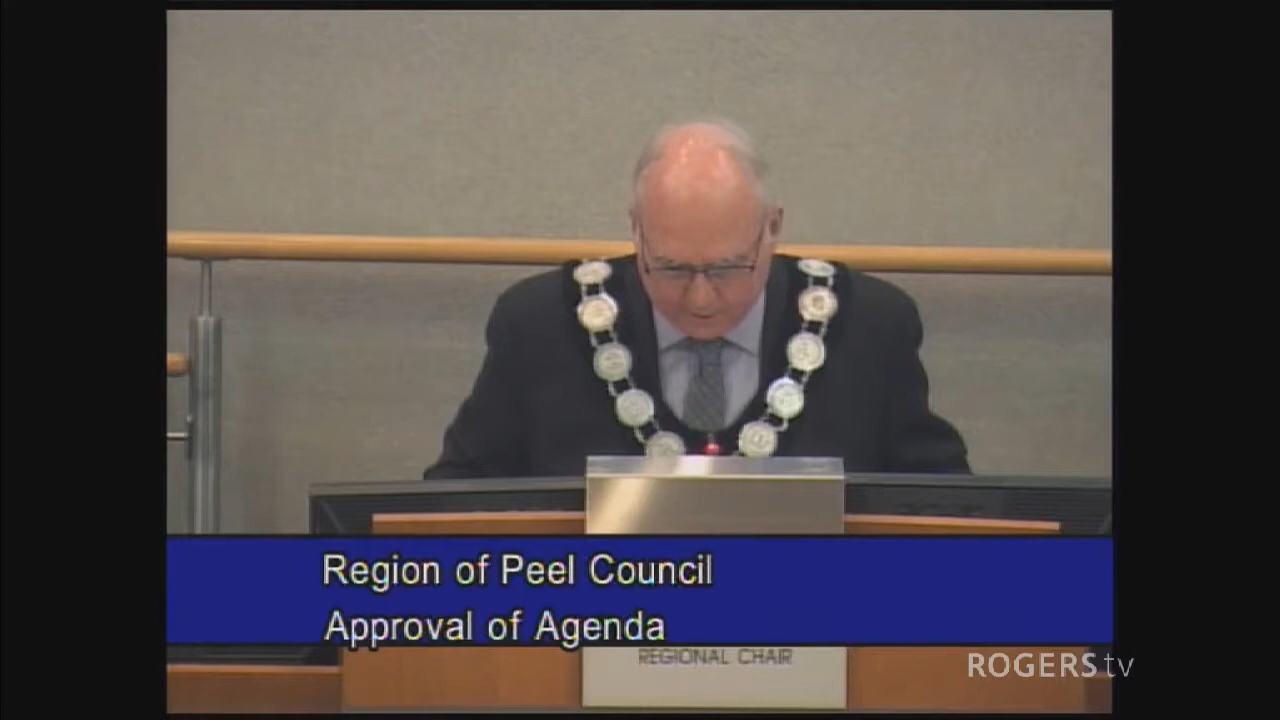 Region of Peel Council
Approval of Agenda
REGIONAL CHAIR
ROGERS tv